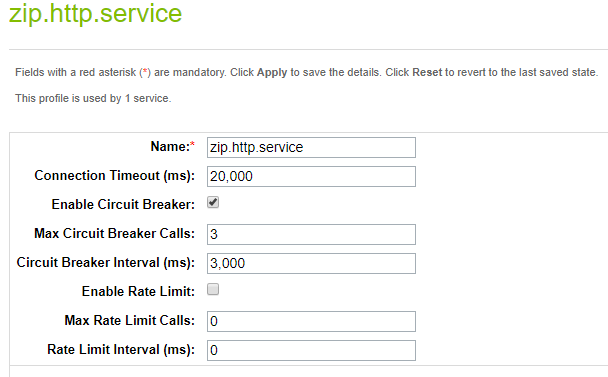 zip.http.service
Fields with a red asterisk (*) are mandatory. Click Apply to save the details. Click Reset to revert to the last saved state.
This profile is used by 1 service.
Name:* zip.http.service
Connection Timeout (ms): 20,000
Enable Circuit Breaker:
Max Circuit Breaker Calls: 3
Circuit Breaker Interval (ms): 3,000
Enable Rate Limit:
Max Rate Limit Calls: 0
Rate Limit Interval (ms): 0